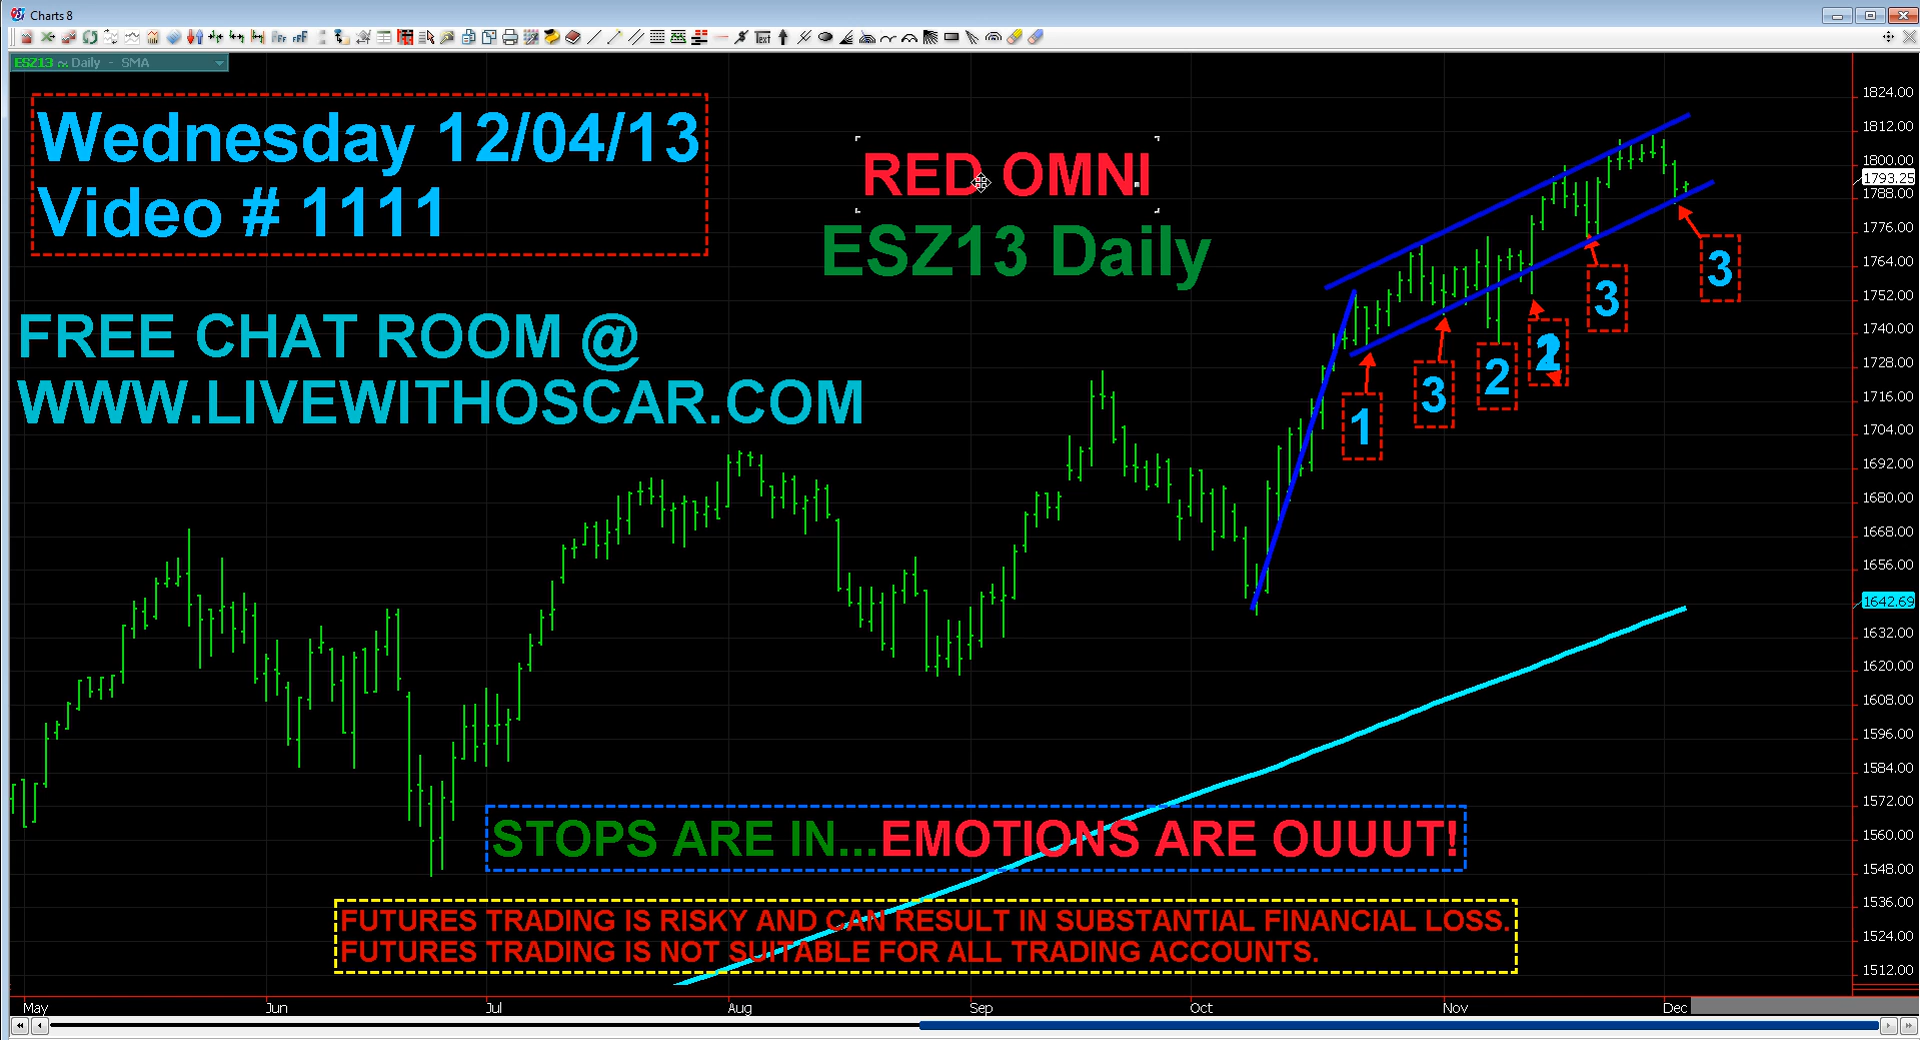 Charts 8
ESZ13 Daily - SMA
Wednesday 12/04/13
Video # 1111
RED OMNI
ESZ13 Daily
FREE CHAT ROOM @
WWW.LIVEWITHOSCAR.COM
1
3
2
3
3
STOPS ARE IN...EMOTIONS ARE OUUUT!
FUTURES TRADING IS RISKY AND CAN RESULT IN SUBSTANTIAL FINANCIAL LOSS.
FUTURES TRADING IS NOT SUITABLE FOR ALL TRADING ACCOUNTS.
1824.00
1812.00
1800.00
1793.25
1788.00
1776.00
1764.00
1752.00
1740.00
1728.00
1716.00
1704.00
1692.00
1680.00
1668.00
1656.00
1642.69
1632.00
1620.00
1608.00
1596.00
1584.00
1572.00
1560.00
1548.00
1536.00
1524.00
1512.00
May Jun Jul Aug Sep Oct Nov Dec